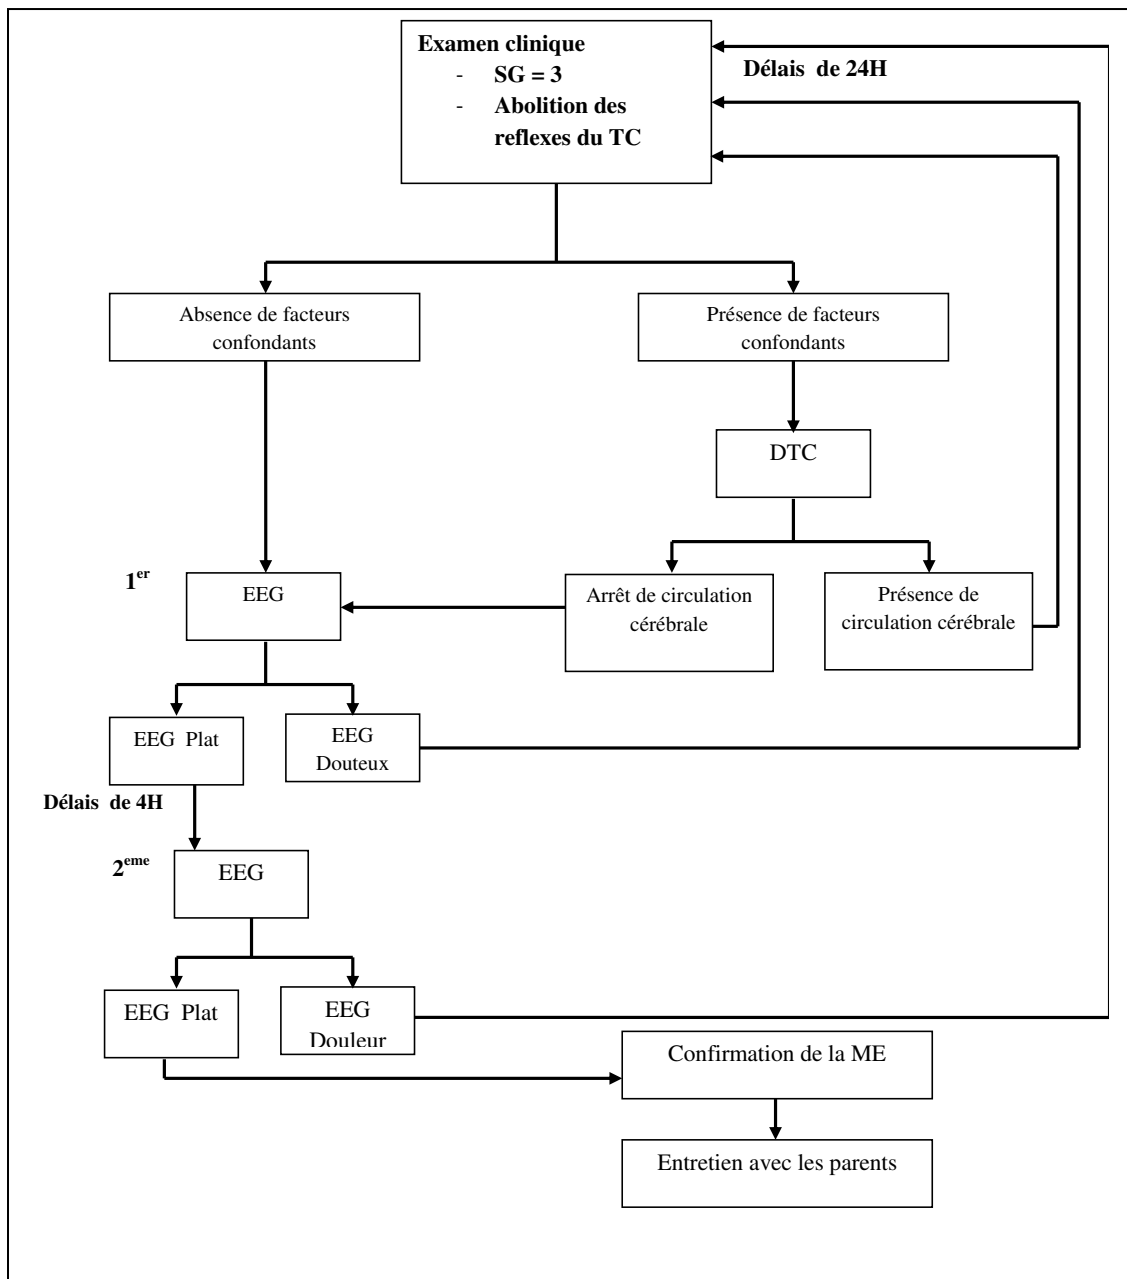 Examen clinique
- SG = 3
- Abolition des
reflexes du TC
Délais de 24H
Absence de facteurs
confondants
Présence de facteurs
confondants
DTC
1er
EEG
Arrêt de circulation
cérébrale
Présence de
circulation cérébrale
EEG Plat
EEG
Douteux
Délais de 4H
2eme
EEG
EEG Plat
EEG
Douleur
Confirmation de la ME
Entretien avec les parents